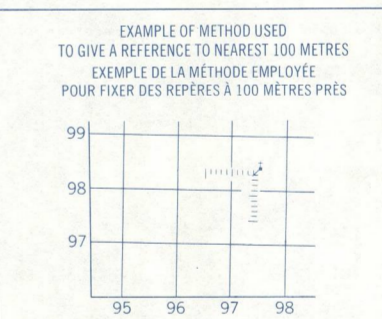 EXAMPLE OF METHOD USED
TO GIVE A REFERENCE TO NEAREST 100 METRES
EXEMPLE DE LA MÉTHODE EMPLOYÉE
POUR FIXER DES REPÈRES À 100 MÈTRES PRÈS
99
98
97
95 96 97 98